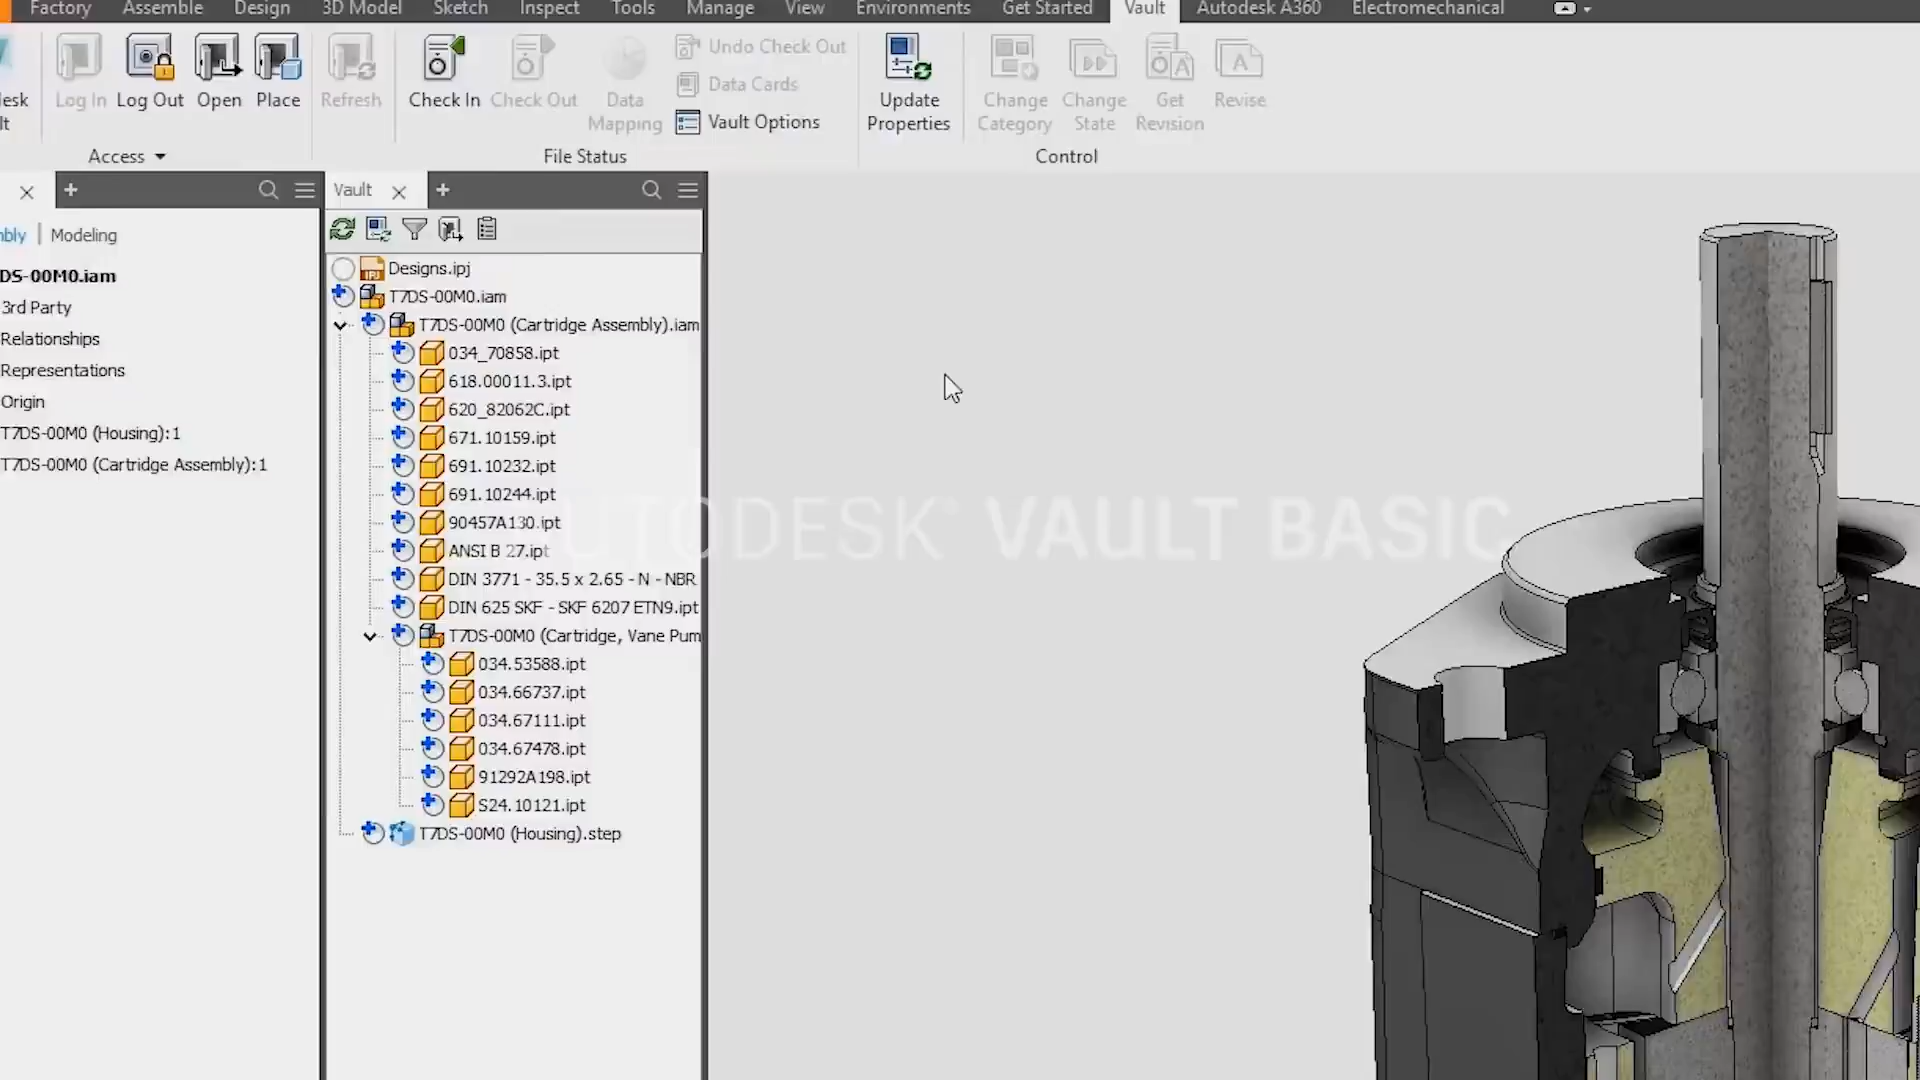 Factory Assemble Design 3D Model Sketch Inspect Tools Manage View Environments Get Started Vault Autodesk A360 Electromechanical
Log In
Log Out
Open
Place
Refresh
Check In
Check Out
Data
Mapping
Undo Check Out
Data Cards
Vault Options
Update
Properties
Change
Category
Change
State
Get
Revision
Revise
Access
File Status
Control
Vault
Modeling
DS-00M0.iam
3rd Party
Relationships
Representations
Origin
T7DS-00M0 (Housing):1
T7DS-00M0 (Cartridge Assembly):1
Designs.ipj
T7DS-00M0.iam
T7DS-00M0 (Cartridge Assembly).iam
034_70858.ipt
618.00011.3.ipt
620_82062C.ipt
671.10159.ipt
691.10232.ipt
691.10244.ipt
90457A130.ipt
ANSI B 27.ipt
DIN 3771 - 35.5 x 2.65 - N - NBR
DIN 625 SKF - SKF 6207 ETN9.ipt
T7DS-00M0 (Cartridge, Vane Pum
034.53588.ipt
034.66737.ipt
034.67111.ipt
034.67478.ipt
91292A198.ipt
S24.10121.ipt
T7DS-00M0 (Housing).step
UTODESK® VAULT BASIC